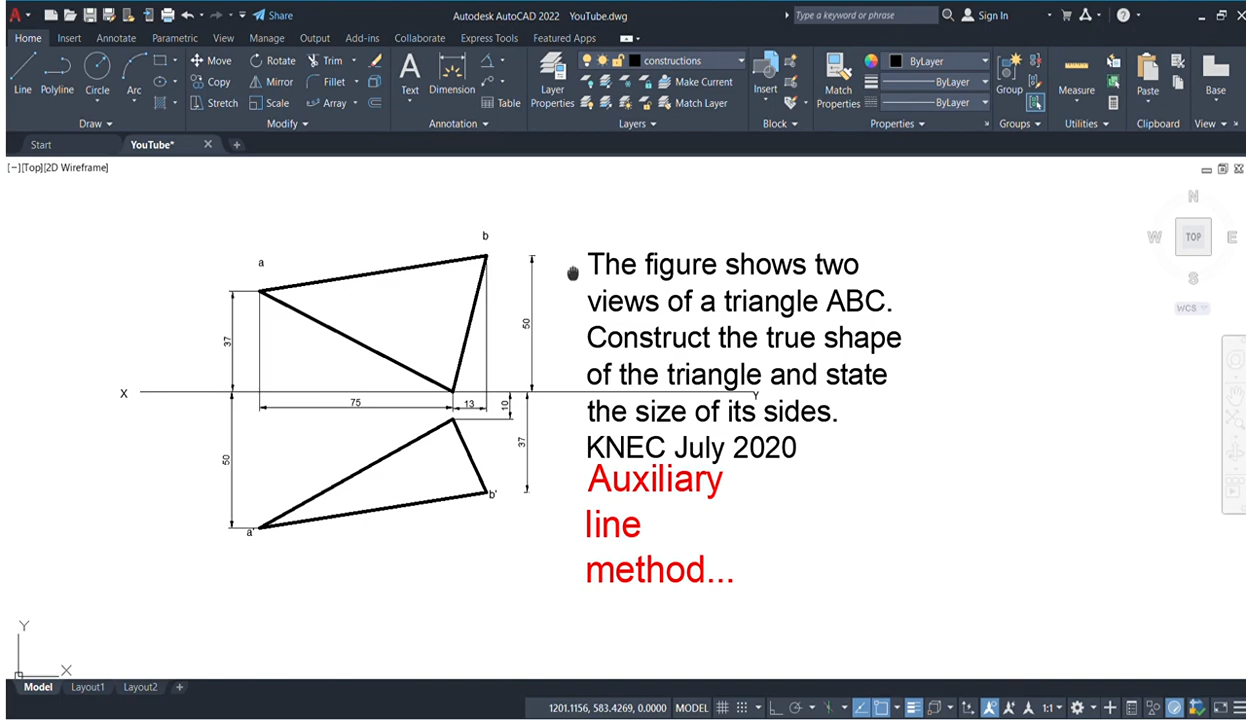 Share
Autodesk AutoCAD 2022 YouTube.dwg
Type a keyword or phrase
Sign In
Home Insert Annotate Parametric View Manage Output Add-ins Collaborate Express Tools Featured Apps
Line Polyline Circle Arc
Move Rotate Trim
Copy Mirror Fillet
Stretch Scale Array
Text Dimension Table
Layer Properties
constructions
Make Current
Match Layer
Insert
Match Properties
ByLayer
ByLayer
ByLayer
Group
Measure
Paste
Base
Draw Modify Annotation Layers Block Properties Groups Utilities Clipboard View
Start YouTube*
[−][Top][2D Wireframe]
N
W TOP E
S
WCS
b
a
37
50
X
Y
75 13 10
50
37
b'
a'
The figure shows two
views of a triangle ABC.
Construct the true shape
of the triangle and state
the size of its sides.
KNEC July 2020
Auxiliary
line
method...
Y
X
Model Layout1 Layout2
1201.1156, 583.4269, 0.0000 MODEL 1:1